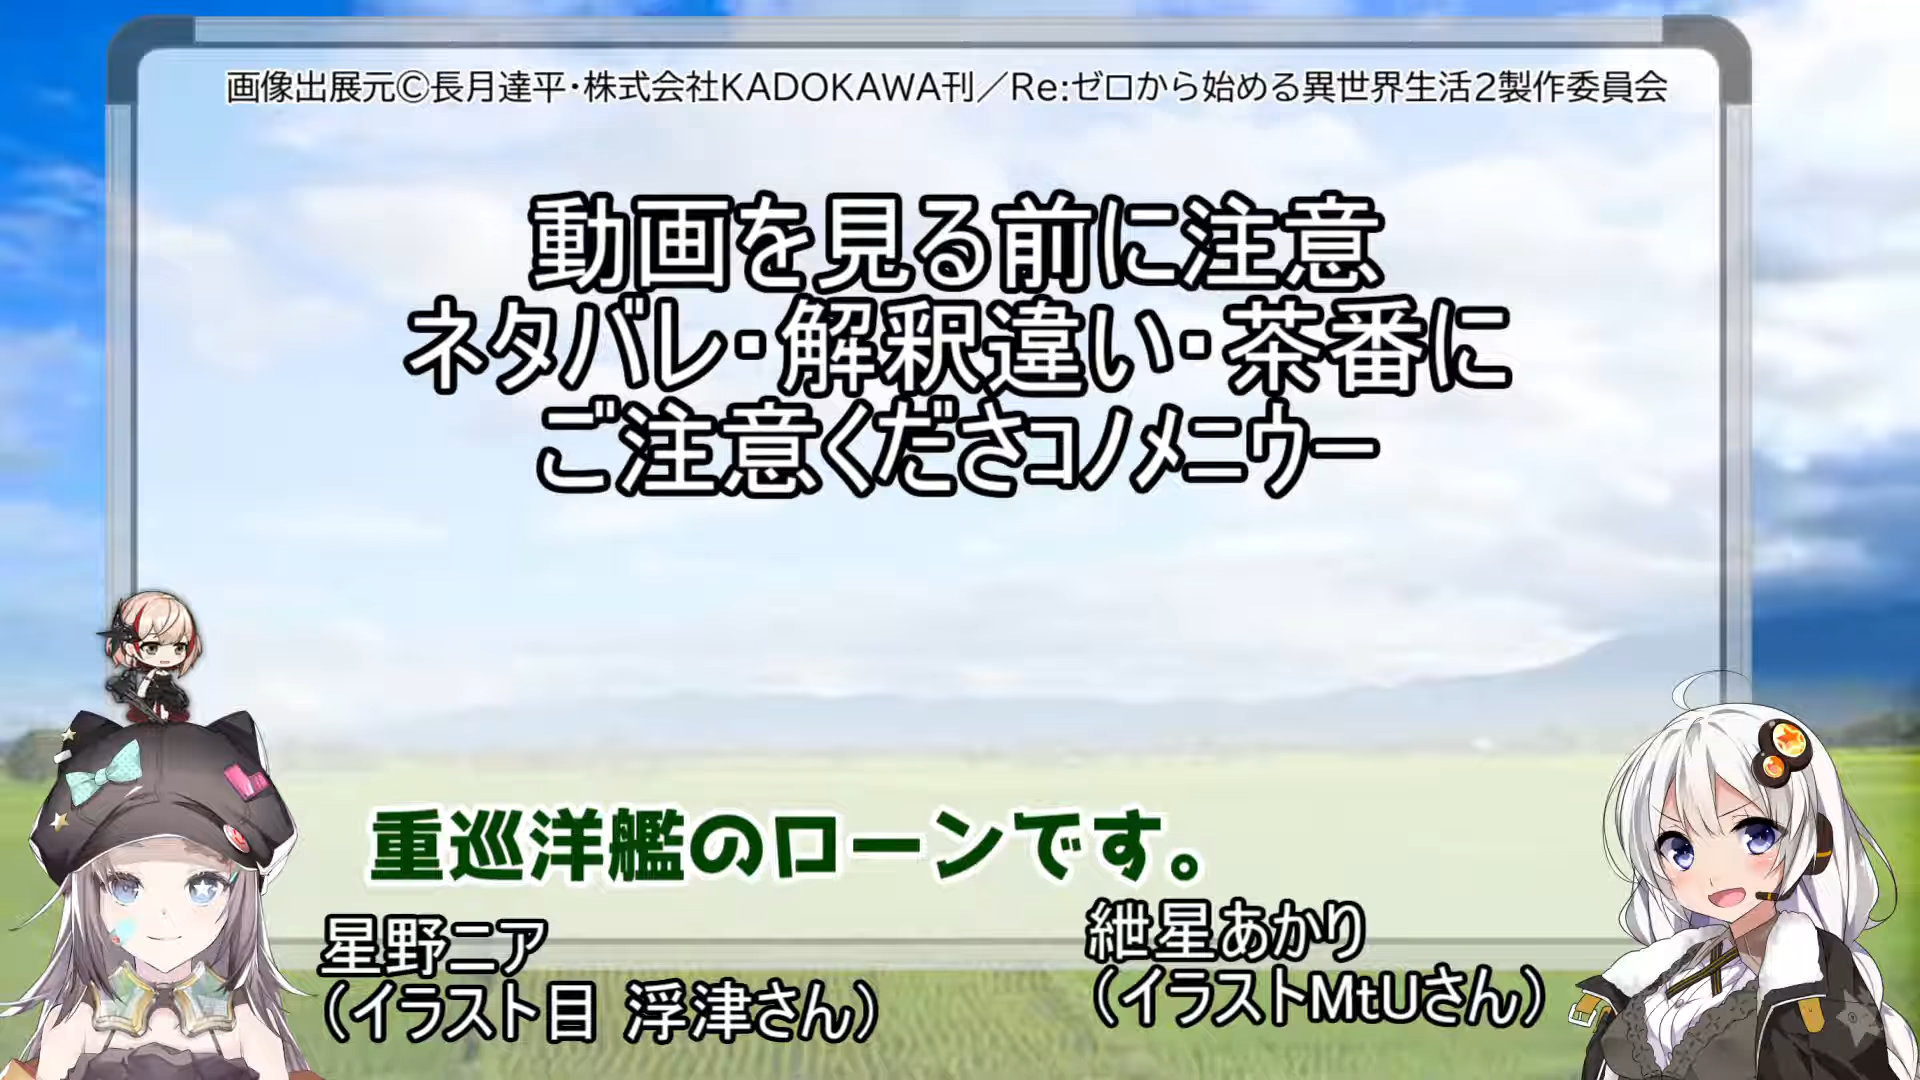 画像出展元©長月達平・株式会社KADOKAWA刊／Re:ゼロから始める異世界生活2製作委員会
動画を見る前に注意
ネタバレ・解釈違い・茶番に
ご注意くださｺﾉﾒﾆｩー
重巡洋艦のローンです。
星野ニア
（イラスト目 浮津さん）
紲星あかり
（イラストMtUさん）